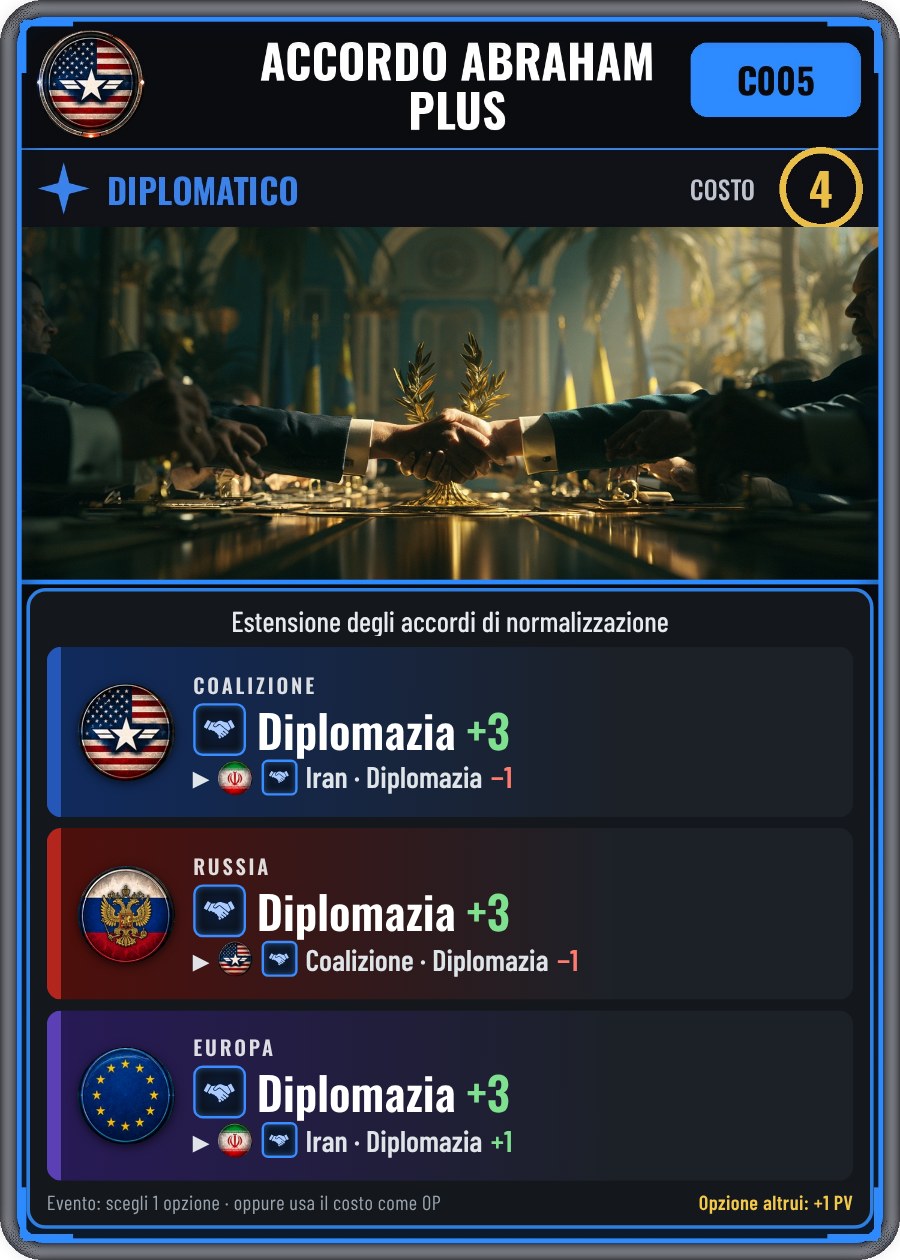 ACCORDO ABRAHAM
PLUS
C005
DIPLOMATICO
COSTO
4
Estensione degli accordi di normalizzazione
COALIZIONE
Diplomazia +3
▶ Iran · Diplomazia −1
RUSSIA
Diplomazia +3
▶ Coalizione · Diplomazia −1
EUROPA
Diplomazia +3
▶ Iran · Diplomazia +1
Evento: scegli 1 opzione · oppure usa il costo come OP
Opzione altrui: +1 PV